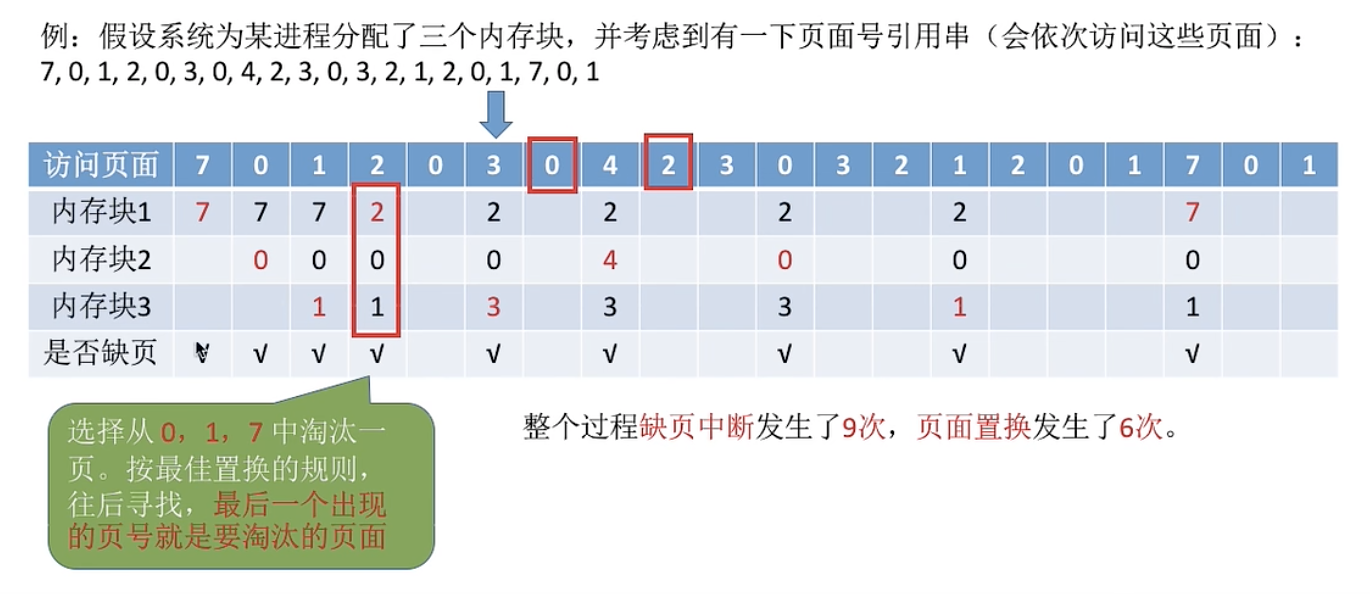 例：假设系统为某进程分配了三个内存块，并考虑到有一下页面号引用串（会依次访问这些页面）：
7, 0, 1, 2, 0, 3, 0, 4, 2, 3, 0, 3, 2, 1, 2, 0, 1, 7, 0, 1
访问页面 7 0 1 2 0 3 0 4 2 3 0 3 2 1 2 0 1 7 0 1
内存块1 7 7 7 2 2 2 2 2 7
内存块2 0 0 0 0 4 0 0 0
内存块3 1 1 3 3 3 1 1
是否缺页 √ √ √ √ √ √ √ √ √
选择从 0，1，7 中淘汰一
页。按最佳置换的规则，
往后寻找，最后一个出现
的页号就是要淘汰的页面
整个过程缺页中断发生了9次，页面置换发生了6次。